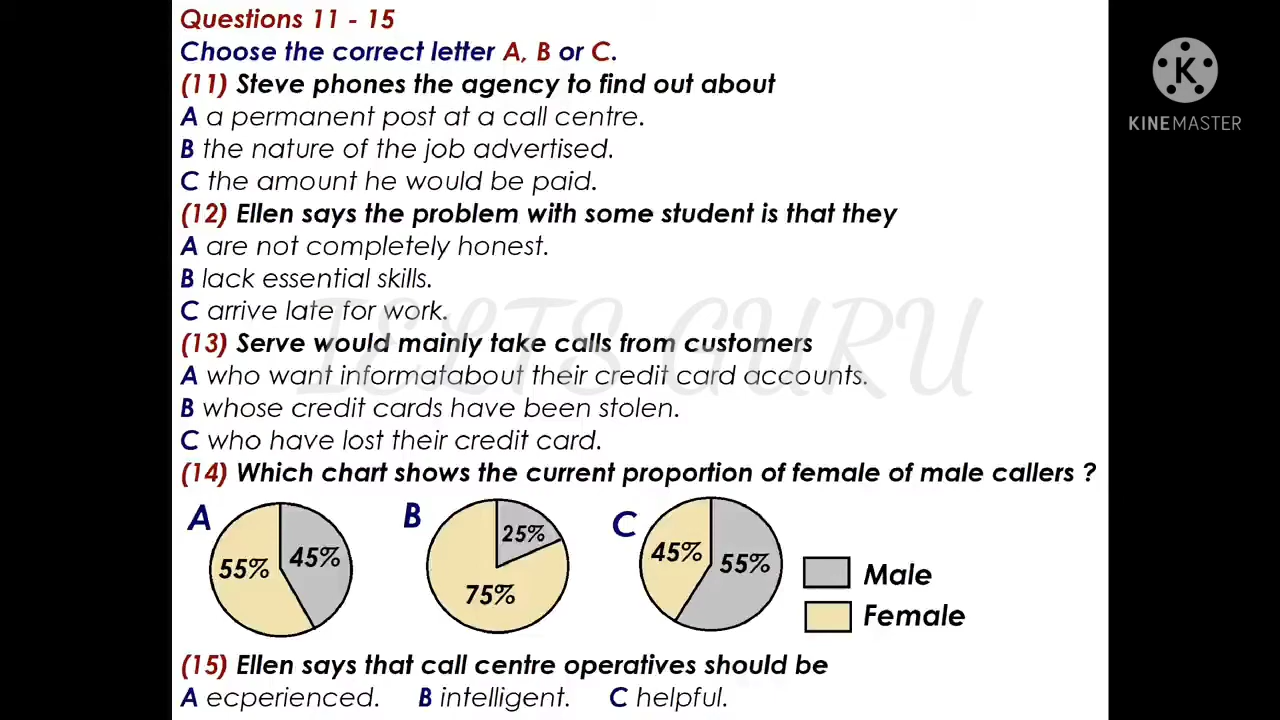 Questions 11 - 15
Choose the correct letter A, B or C.
(11) Steve phones the agency to find out about
A a permanent post at a call centre.
B the nature of the job advertised.
C the amount he would be paid.
(12) Ellen says the problem with some student is that they
A are not completely honest.
B lack essential skills.
C arrive late for work.
(13) Serve would mainly take calls from customers
A who want informatabout their credit card accounts.
B whose credit cards have been stolen.
C who have lost their credit card.
(14) Which chart shows the current proportion of female of male callers ?
A 55% 45%
B 25% 75%
C 45% 55%
Male
Female
(15) Ellen says that call centre operatives should be
A ecperienced. B intelligent. C helpful.
IELTS GURU
K
KINEMASTER